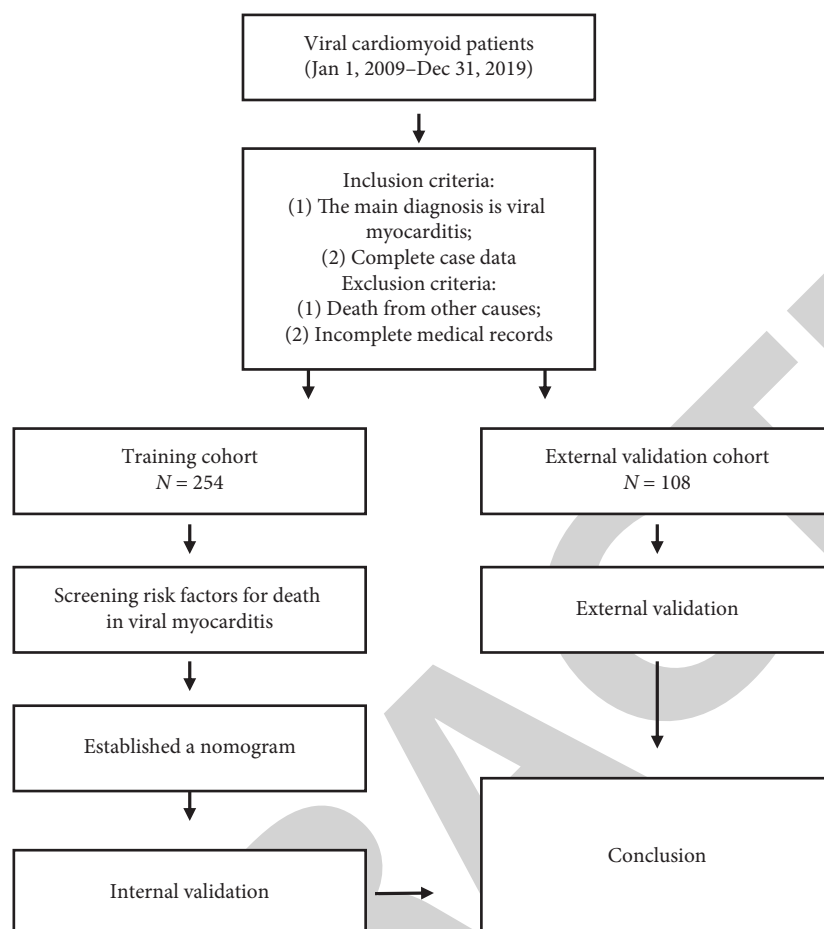 Viral cardiomyoid patients
(Jan 1, 2009–Dec 31, 2019)
Inclusion criteria:
(1) The main diagnosis is viral
myocarditis;
(2) Complete case data
Exclusion criteria:
(1) Death from other causes;
(2) Incomplete medical records
Training cohort
N = 254
External validation cohort
N = 108
Screening risk factors for death
in viral myocarditis
External validation
Established a nomogram
Internal validation
Conclusion